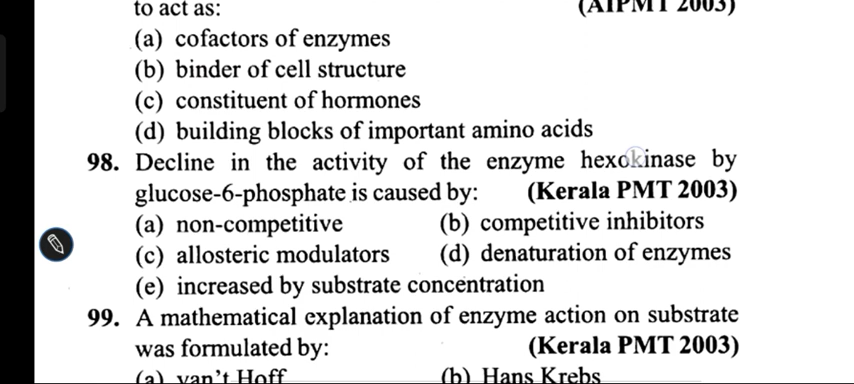 to act as: (AIPMT 2003)
(a) cofactors of enzymes
(b) binder of cell structure
(c) constituent of hormones
(d) building blocks of important amino acids
98. Decline in the activity of the enzyme hexokinase by
glucose-6-phosphate is caused by: (Kerala PMT 2003)
(a) non-competitive (b) competitive inhibitors
(c) allosteric modulators (d) denaturation of enzymes
(e) increased by substrate concentration
99. A mathematical explanation of enzyme action on substrate
was formulated by: (Kerala PMT 2003)
(a) van't Hoff (b) Hans Krebs